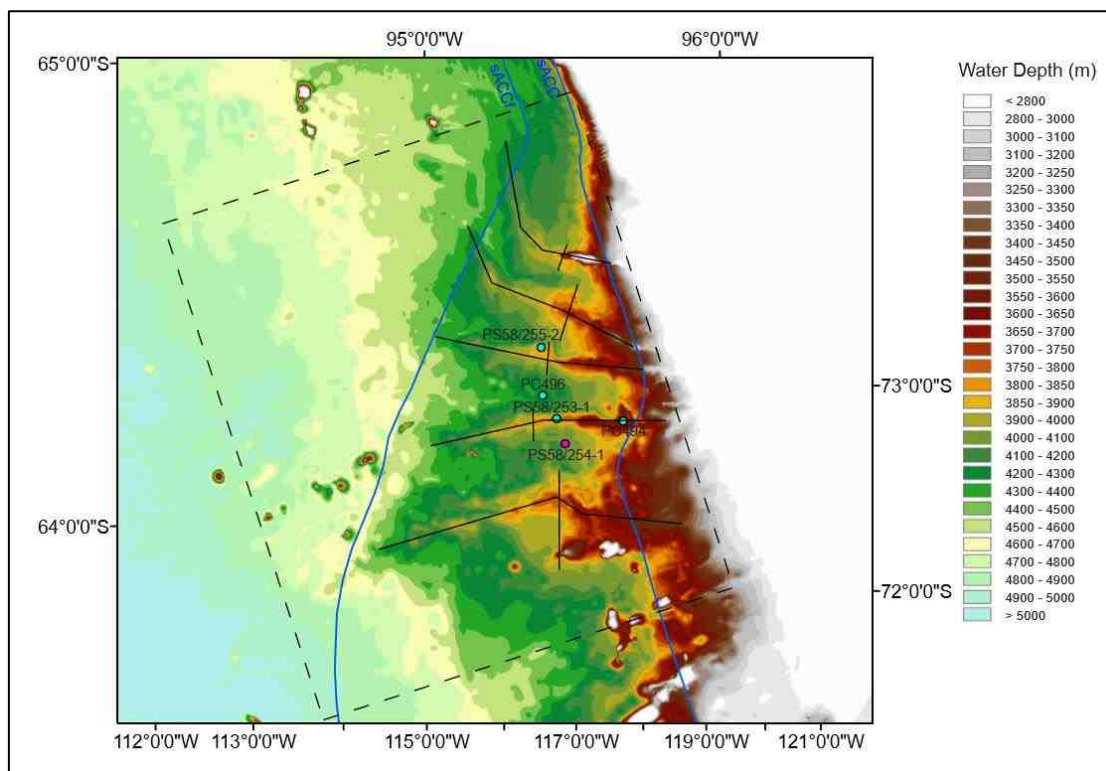 95°0'0"W 96°0'0"W
65°0'0"S
sACCf
sACC
PS58/255-2
PC496
PS58/253-1
PC494
PS58/254-1
73°0'0"S
64°0'0"S
72°0'0"S
112°0'0"W 113°0'0"W 115°0'0"W 117°0'0"W 119°0'0"W 121°0'0"W
Water Depth (m)
< 2800
2800 - 3000
3000 - 3100
3100 - 3200
3200 - 3250
3250 - 3300
3300 - 3350
3350 - 3400
3400 - 3450
3450 - 3500
3500 - 3550
3550 - 3600
3600 - 3650
3650 - 3700
3700 - 3750
3750 - 3800
3800 - 3850
3850 - 3900
3900 - 4000
4000 - 4100
4100 - 4200
4200 - 4300
4300 - 4400
4400 - 4500
4500 - 4600
4600 - 4700
4700 - 4800
4800 - 4900
4900 - 5000
> 5000